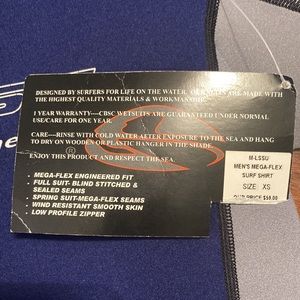 DESIGNED BY SURFERS FOR LIFE ON THE WATER. OUR SUITS ARE MADE WITH
THE HIGHEST QUALITY MATERIALS & WORKMANSHIP.
1 YEAR WARRANTY----CBSC WETSUITS ARE GUARANTEED UNDER NORMAL
USE/CARE FOR ONE YEAR.
CARE----RINSE WITH COLD WATER AFTER EXPOSURE TO THE SEA AND HANG
TO DRY ON WOODEN OR PLASTIC HANGER IN THE SHADE.
ENJOY THIS PRODUCT AND RESPECT THE SEA.
- MEGA-FLEX ENGINEERED FIT
- FULL SUIT- BLIND STITCHED &
SEALED SEAMS
- SPRING SUIT-MEGA-FLEX SEAMS
- WIND RESISTANT SMOOTH SKIN
- LOW PROFILE ZIPPER
M-LSSU
MEN'S MEGA-FLEX
SURF SHIRT
SIZE XS
OUR PRICE $59.00